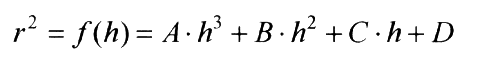 r² = f(h) = A · h³ + B · h² + C · h + D